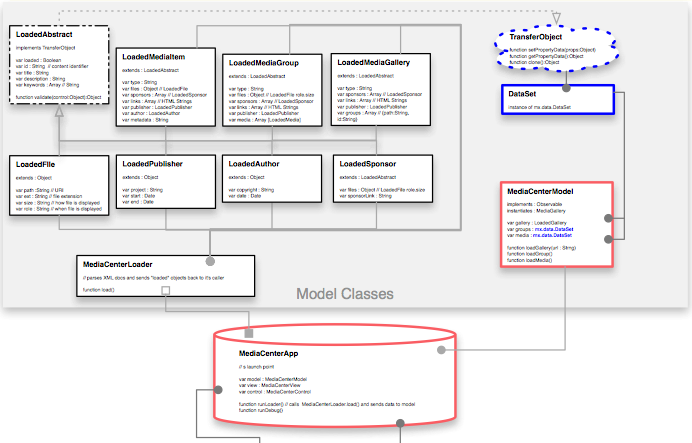 LoadedAbstract
implements TransferObject
var loaded : Boolean
var id : String // content identifier
var title : String
var description : String
var keywords : Array // String
function validate(control:Object):Object
LoadedMediaItem
extends : LoadedAbstract
var type : String
var files : Object // LoadedFile
var sponsors : Array // LoadedSponsor
var links : Array // HTML Strings
var publisher : LoadedPublisher
var author : LoadedAuthor
var metadata : String
LoadedMediaGroup
extends : LoadedAbstract
var type : String
var files : Object // LoadedFile role.size
var sponsors : Array // LoadedSponsor
var links : Array // HTML Strings
var publisher : LoadedPublisher
var media : Array [LoadedMedia]
LoadedMediaGallery
extends : LoadedAbstract
var type : String
var sponsors : Array // LoadedSponsor
var links : Array // HTML Strings
var publisher : LoadedPublisher
var groups : Array // {path:String,
id:String}
TransferObject
function setPropertyData(props:Object)
function getPropertyData():Object
function clone():Object
DataSet
instance of mx.data.DataSet
LoadedFile
extends : Object
var path :String // URI
var ext : String // file extension
var size : String // how file is displayed
var role : String // when file is displayed
LoadedPublisher
extends : Object
var project : String
var start : Date
var end : Date
LoadedAuthor
extends : Object
var copyright : String
var date : Date
LoadedSponsor
extends : LoadedAbstract
var files : Object // LoadedFile role.size
var sponsorLink : String
MediaCenterModel
implements : Observable
instantiates : MediaGallery
var gallery : LoadedGallery
var groups : mx.data.DataSet
var media : mx.data.DataSet
function loadGallery(url : String)
function loadGroup()
function loadMedia()
MediaCenterLoader
// parses XML docs and sends "loaded" objects back to it's caller
function load()
Model Classes
MediaCenterApp
// s launch point
var model : MediaCenterModel
var view : MediaCenterView
var control : MediaCenterControl
function runLoader() // calls MediaCenterLoader.load() and sends data to model
function runDebug()